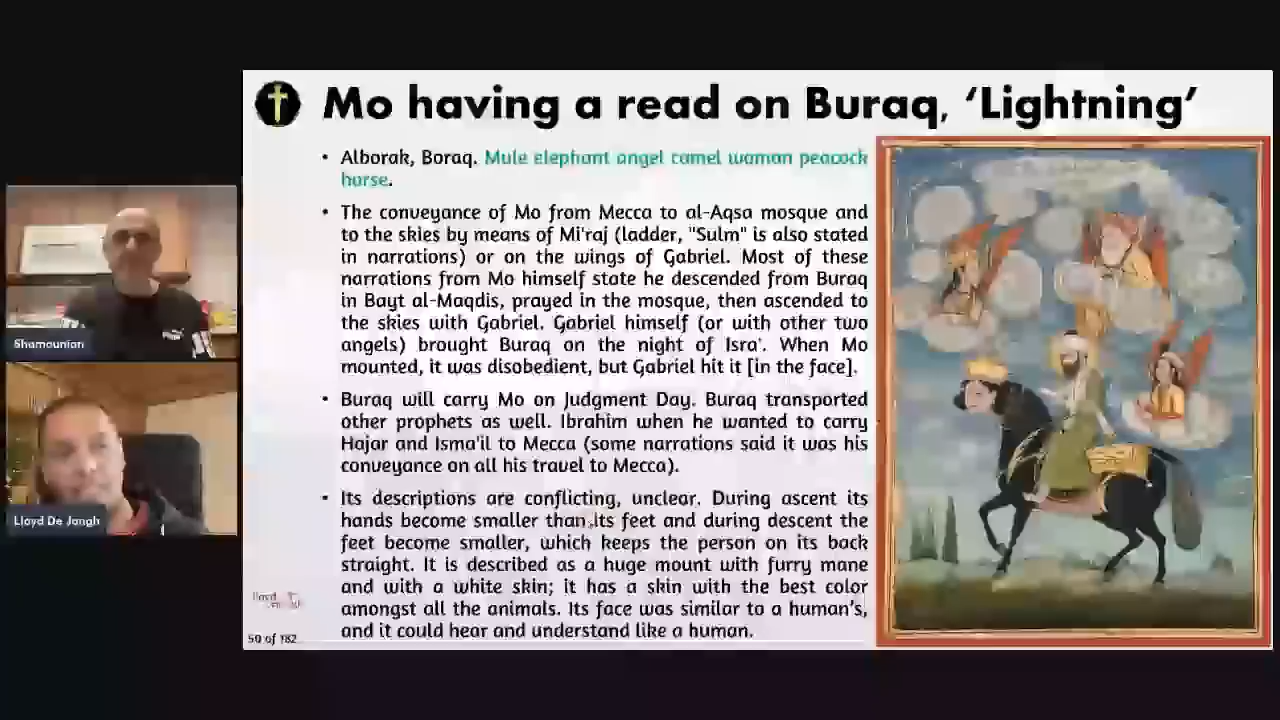 Mo having a read on Buraq, ‘Lightning’
• Alborak, Boraq. Mule elephant angel camel woman peacock
horse.
• The conveyance of Mo from Mecca to al-Aqsa mosque and
to the skies by means of Mi'raj (ladder, "Sulm" is also stated
in narrations) or on the wings of Gabriel. Most of these
narrations from Mo himself state he descended from Buraq
in Bayt al-Maqdis, prayed in the mosque, then ascended to
the skies with Gabriel. Gabriel himself (or with other two
angels) brought Buraq on the night of Isra'. When Mo
mounted, it was disobedient, but Gabriel hit it [in the face].
• Buraq will carry Mo on Judgment Day. Buraq transported
other prophets as well. Ibrahim when he wanted to carry
Hajar and Isma'il to Mecca (some narrations said it was his
conveyance on all his travel to Mecca).
• Its descriptions are conflicting, unclear. During ascent its
hands become smaller than its feet and during descent the
feet become smaller, which keeps the person on its back
straight. It is described as a huge mount with furry mane
and with a white skin; it has a skin with the best color
amongst all the animals. Its face was similar to a human's,
and it could hear and understand like a human.
50 of 182
Shamounian
Lloyd De Jongh